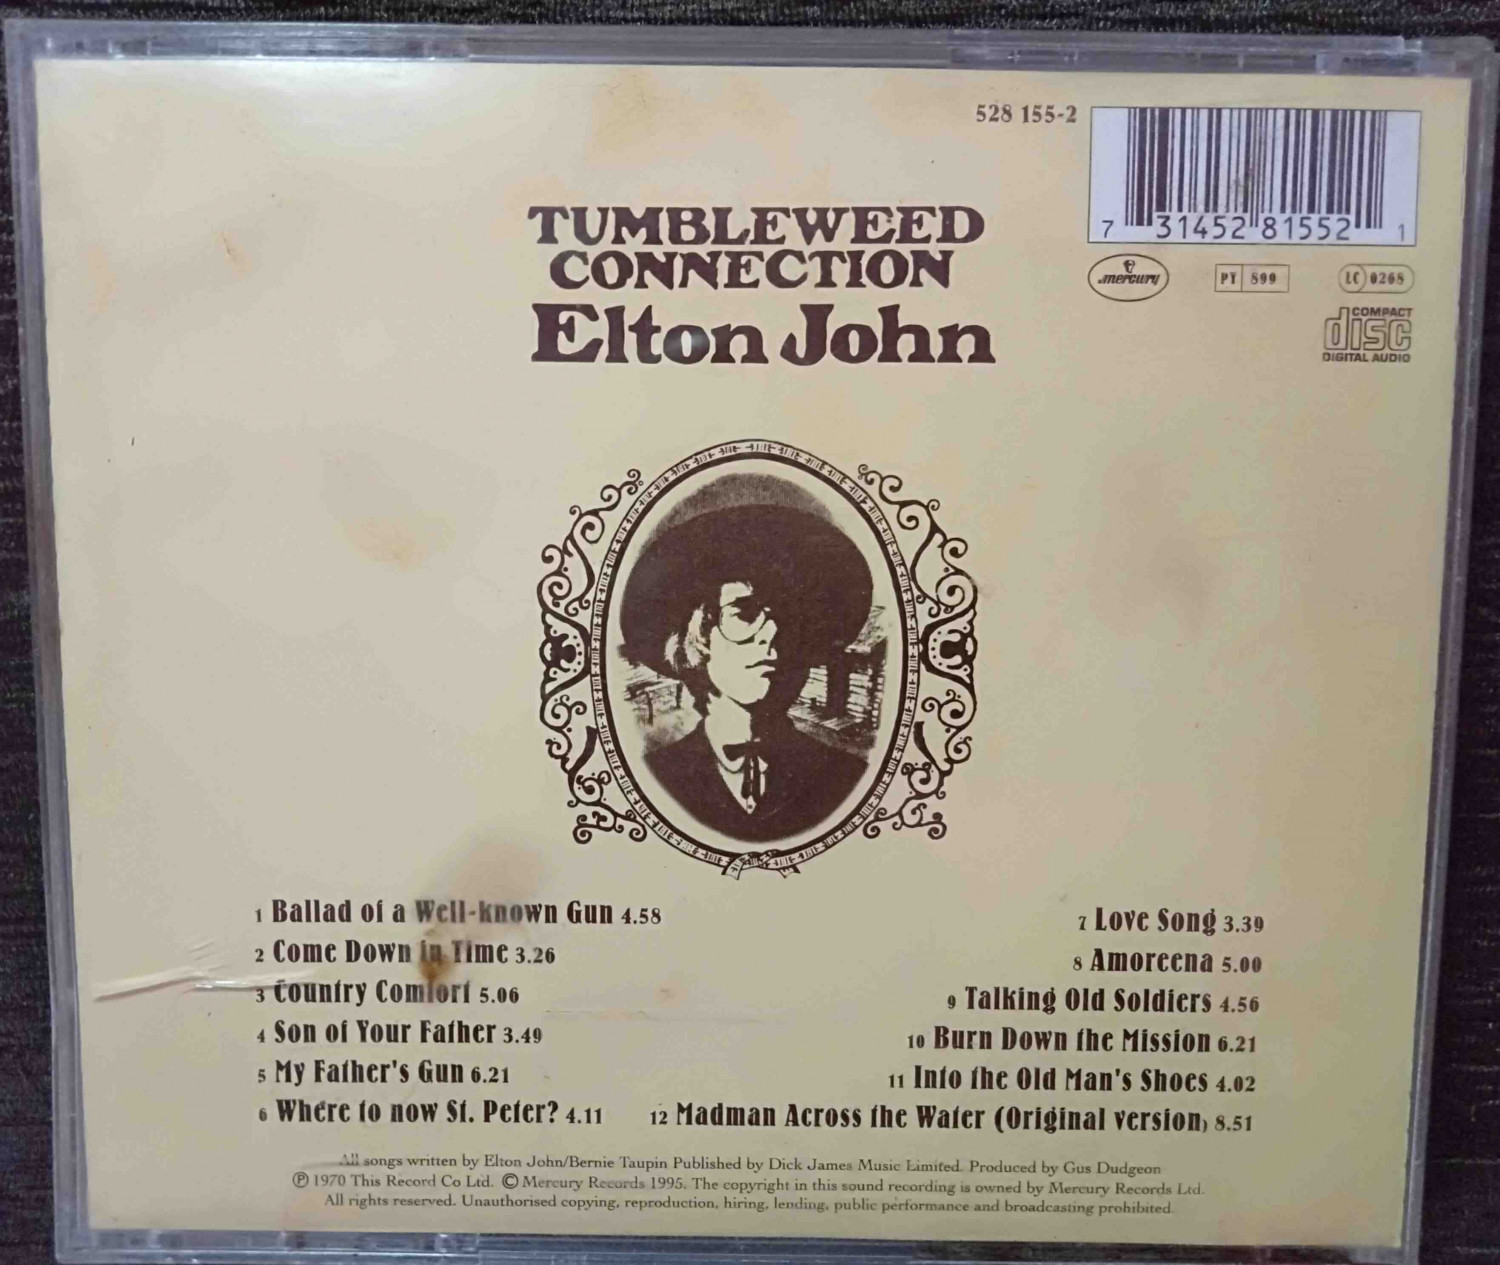 528 155-2
7 31452 81552 1
mercury
PY 899
LC 0268
COMPACT
disc
DIGITAL AUDIO
TUMBLEWEED
CONNECTION
Elton John
1 Ballad of a Well-known Gun 4.58
2 Come Down in Time 3.26
3 Country Comfort 5.06
4 Son of Your Father 3.49
5 My Father's Gun 6.21
6 Where to now St. Peter? 4.11
7 Love Song 3.39
8 Amoreena 5.00
9 Talking Old Soldiers 4.56
10 Burn Down the Mission 6.21
11 Into the Old Man's Shoes 4.02
12 Madman Across the Water (Original version) 8.51
All songs written by Elton John/Bernie Taupin Published by Dick James Music Limited. Produced by Gus Dudgeon
℗ 1970 This Record Co Ltd. © Mercury Records 1995. The copyright in this sound recording is owned by Mercury Records Ltd.
All rights reserved. Unauthorised copying, reproduction, hiring, lending, public performance and broadcasting prohibited.